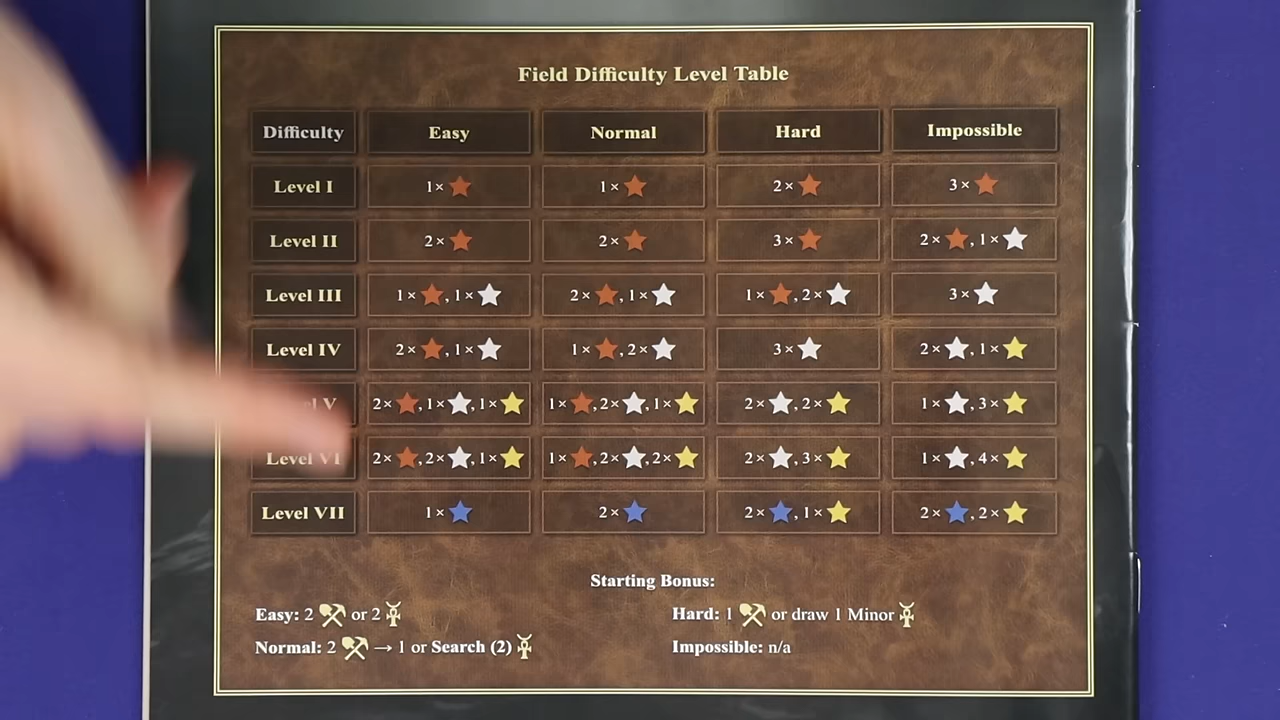 Field Difficulty Level Table
Difficulty Easy Normal Hard Impossible
Level I 1× 1× 2× 3×
Level II 2× 2× 3× 2× , 1×
Level III 1× , 1× 2× , 1× 1× , 2× 3×
Level IV 2× , 1× 1× , 2× 3× 2× , 1×
V 2× , 1× , 1× 1× , 2× , 1× 2× , 2× 1× , 3×
Level VI 2× , 2× , 1× 1× , 2× , 2× 2× , 3× 1× , 4×
Level VII 1× 2× 2× , 1× 2× , 2×
Starting Bonus:
Easy: 2 or 2
Hard: 1 or draw 1 Minor
Normal: 2 → 1 or Search (2)
Impossible: n/a